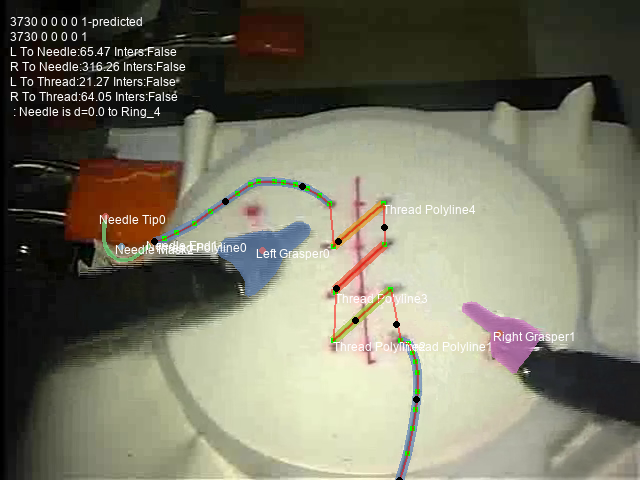 3730 0 0 0 0 1-predicted
3730 0 0 0 0 1
L To Needle:65.47 Inters:False
R To Needle:316.26 Inters:False
L To Thread:21.27 Inters:False
R To Thread:64.05 Inters:False
: Needle is d=0.0 to Ring_4
Thread Polyline4
Needle Tip0
Left Grasper0
Thread Polyline3
Right Grasper1
Thread Polyline2